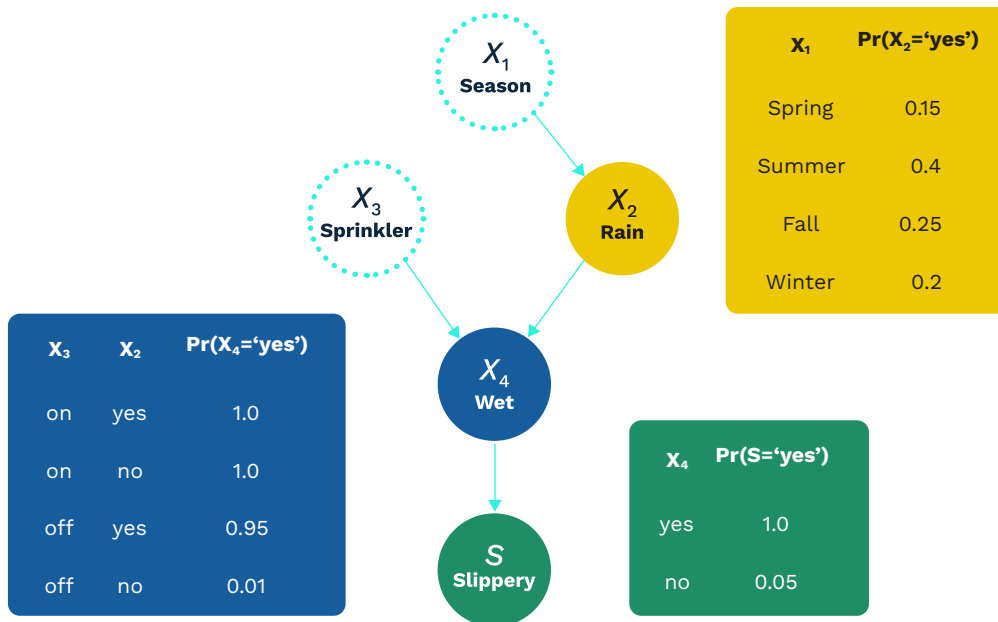 X₁
Season
X₃
Sprinkler
X₂
Rain
X₄
Wet
S
Slippery
X₁ Pr(X₂=‘yes’)
Spring 0.15
Summer 0.4
Fall 0.25
Winter 0.2
X₃ X₂ Pr(X₄=‘yes’)
on yes 1.0
on no 1.0
off yes 0.95
off no 0.01
X₄ Pr(S=‘yes’)
yes 1.0
no 0.05